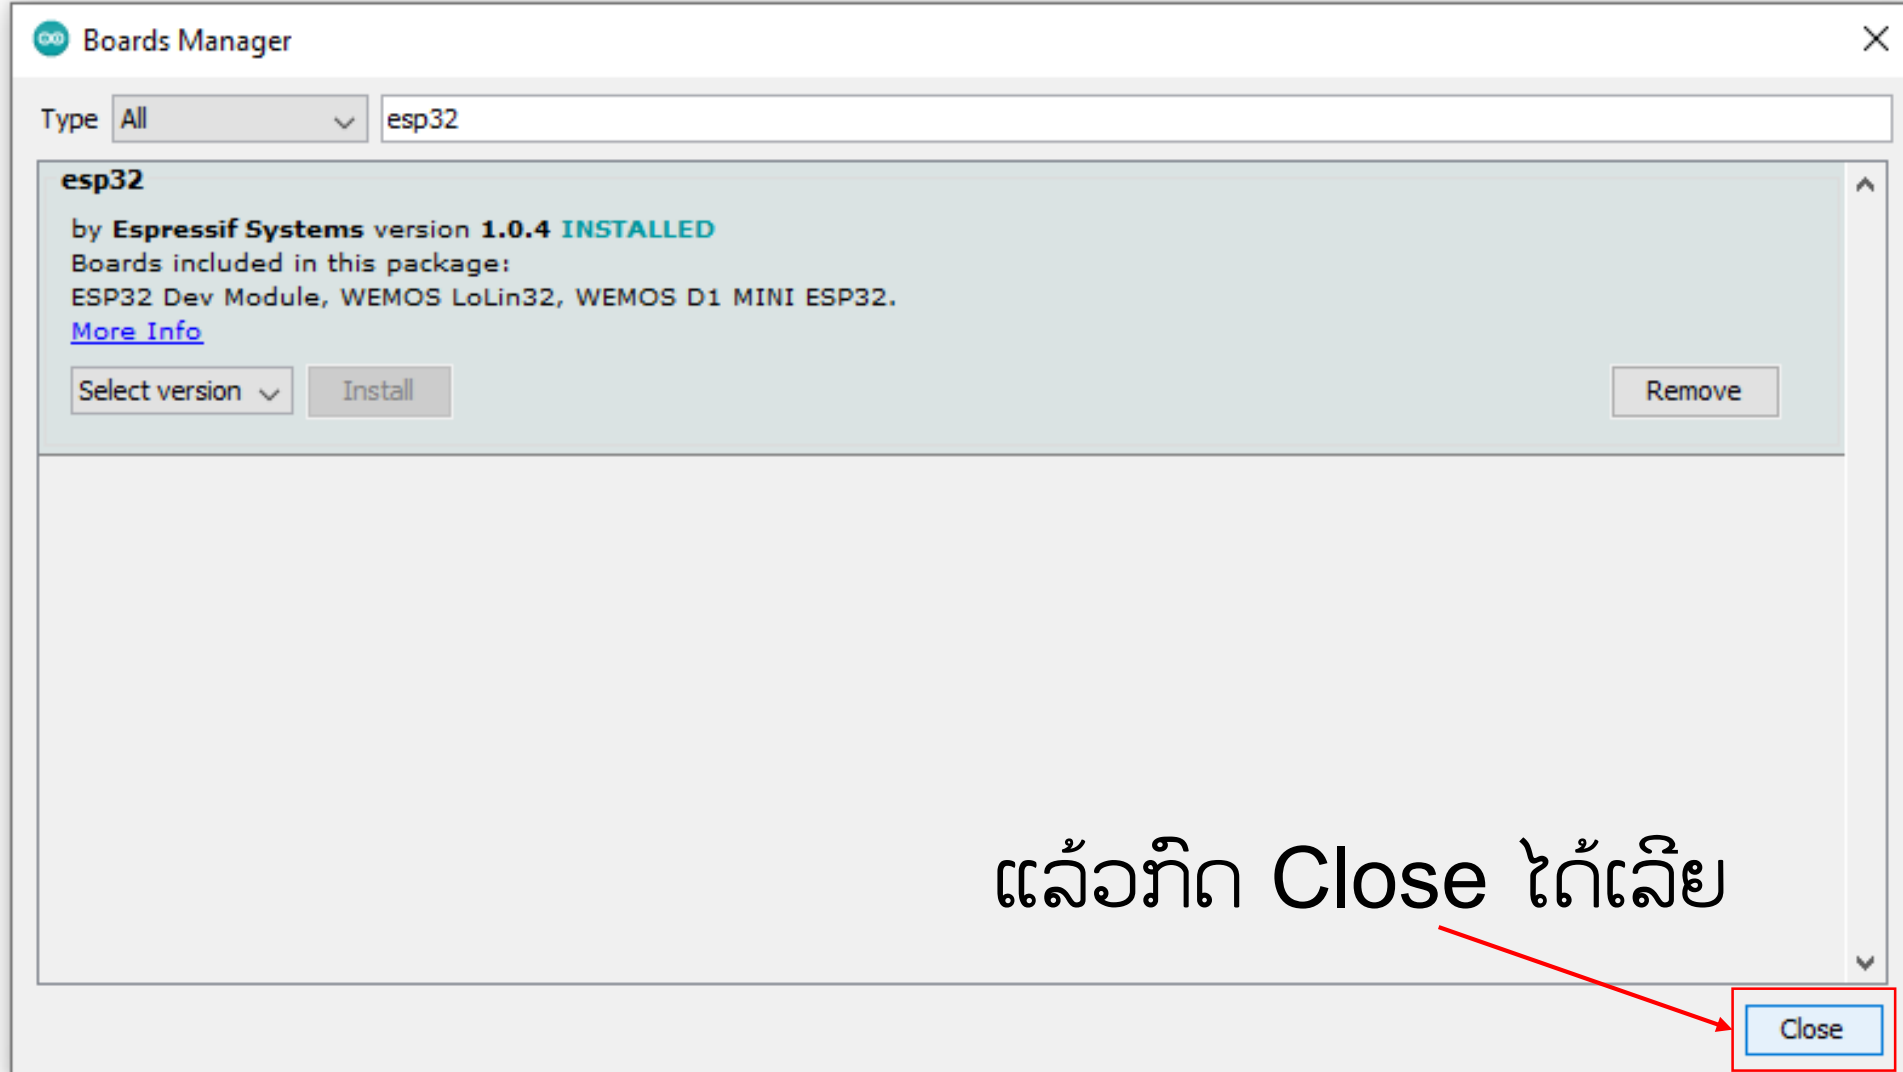 Boards Manager
Type All esp32
esp32
by Espressif Systems version 1.0.4 INSTALLED
Boards included in this package:
ESP32 Dev Module, WEMOS LoLin32, WEMOS D1 MINI ESP32.
More Info
Select version Install Remove
ແລ້ວກົດ Close ໄດ້ເລີຍ
Close